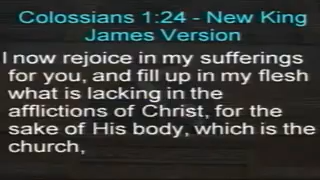 Colossians 1:24 - New King
James Version
I now rejoice in my sufferings
for you, and fill up in my flesh
what is lacking in the
afflictions of Christ, for the
sake of His body, which is the
church,